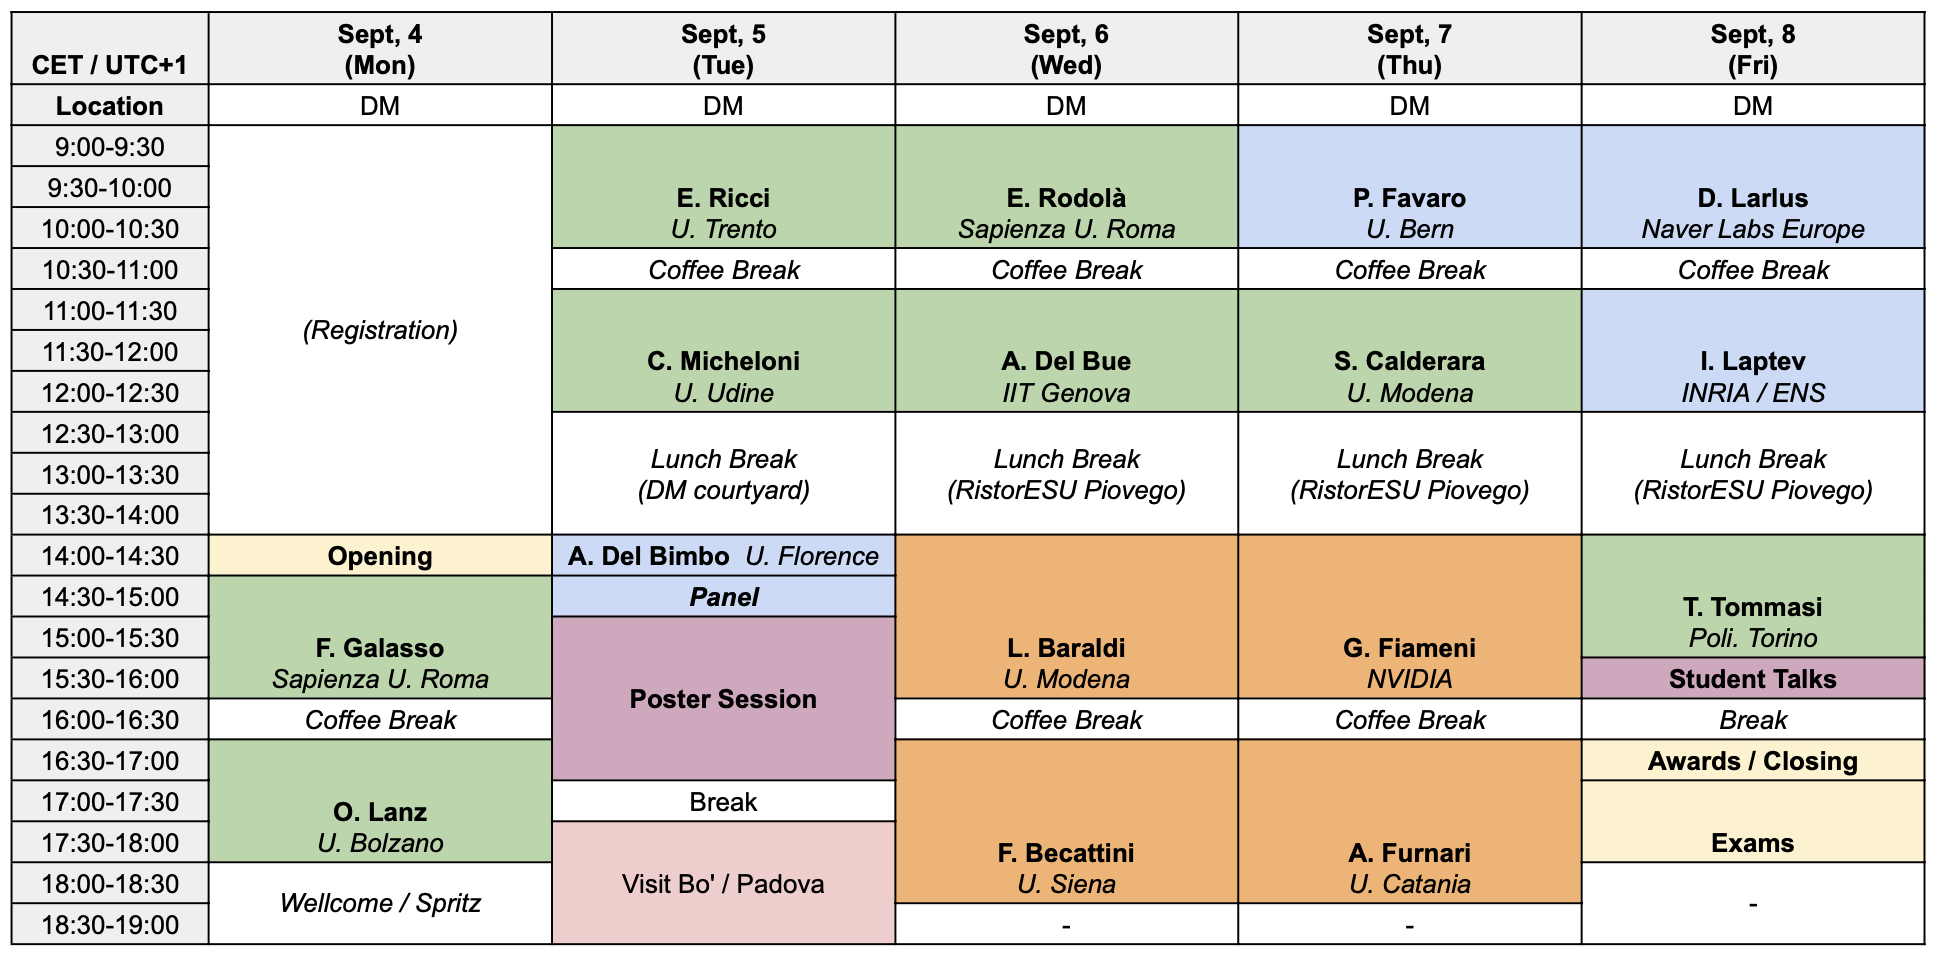 CET / UTC+1
Sept, 4
(Mon)
Sept, 5
(Tue)
Sept, 6
(Wed)
Sept, 7
(Thu)
Sept, 8
(Fri)
Location
DM
DM
DM
DM
DM
9:00-9:30
9:30-10:00
10:00-10:30
10:30-11:00
11:00-11:30
11:30-12:00
12:00-12:30
12:30-13:00
13:00-13:30
13:30-14:00
14:00-14:30
14:30-15:00
15:00-15:30
15:30-16:00
16:00-16:30
16:30-17:00
17:00-17:30
17:30-18:00
18:00-18:30
18:30-19:00
(Registration)
Opening
F. Galasso
Sapienza U. Roma
Coffee Break
O. Lanz
U. Bolzano
Wellcome / Spritz
E. Ricci
U. Trento
Coffee Break
C. Micheloni
U. Udine
Lunch Break
(DM courtyard)
A. Del Bimbo U. Florence
Panel
Poster Session
Break
Visit Bo' / Padova
E. Rodolà
Sapienza U. Roma
Coffee Break
A. Del Bue
IIT Genova
Lunch Break
(RistorESU Piovego)
L. Baraldi
U. Modena
Coffee Break
F. Becattini
U. Siena
-
P. Favaro
U. Bern
Coffee Break
S. Calderara
U. Modena
Lunch Break
(RistorESU Piovego)
G. Fiameni
NVIDIA
Coffee Break
A. Furnari
U. Catania
-
D. Larlus
Naver Labs Europe
Coffee Break
I. Laptev
INRIA / ENS
Lunch Break
(RistorESU Piovego)
T. Tommasi
Poli. Torino
Student Talks
Break
Awards / Closing
Exams
-